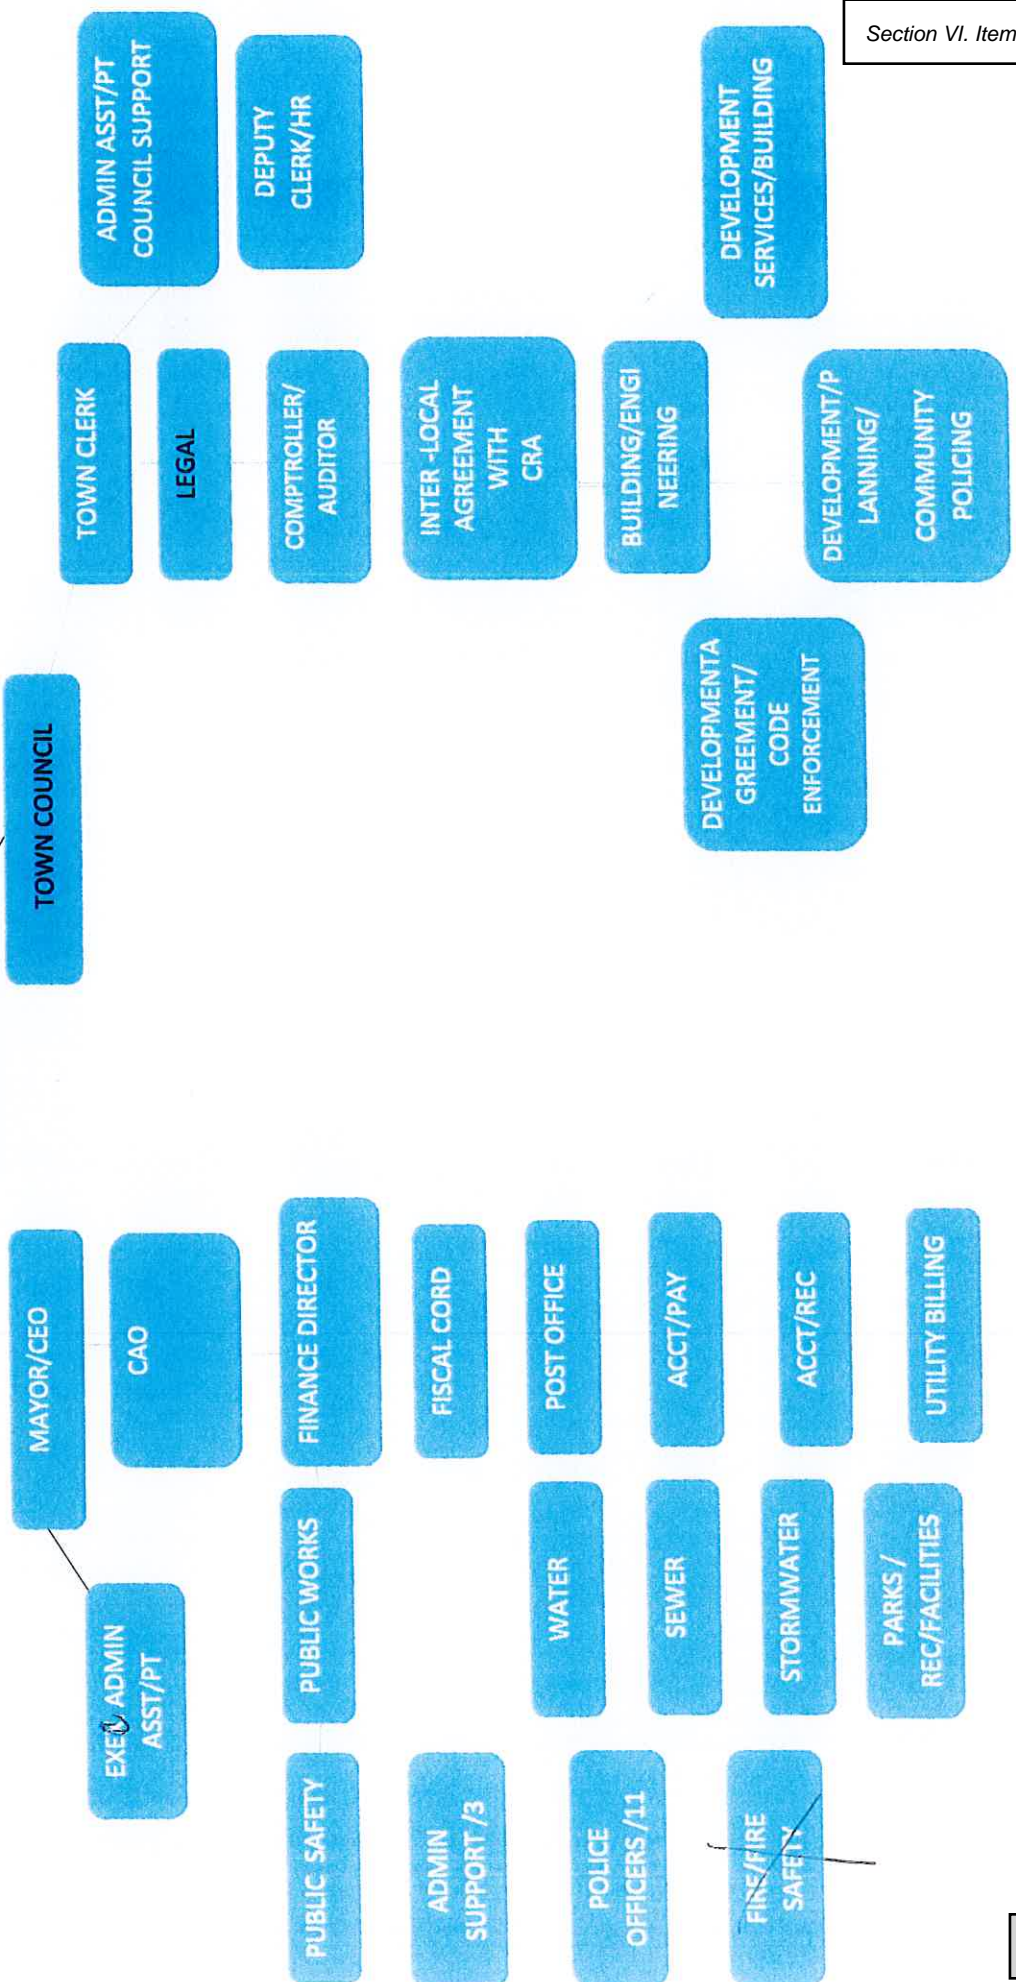 Section VI. Item
MAYOR/CEO
EXEC ADMIN
ASST/PT
CAO
FINANCE DIRECTOR
FISCAL CORD
POST OFFICE
ACCT/PAY
ACCT/REC
UTILITY BILLING
PUBLIC WORKS
WATER
SEWER
STORMWATER
PARKS /
REC/FACILITIES
PUBLIC SAFETY
ADMIN
SUPPORT /3
POLICE
OFFICERS /11
FIRE/FIRE
SAFETY
TOWN COUNCIL
TOWN CLERK
ADMIN ASST/PT
COUNCIL SUPPORT
DEPUTY
CLERK/HR
LEGAL
COMPTROLLER/
AUDITOR
INTER -LOCAL
AGREEMENT
WITH
CRA
BUILDING/ENGI
NEERING
DEVELOPMENTA
GREEMENT/
CODE
ENFORCEMENT
DEVELOPMENT/P
LANNING/
COMMUNITY
POLICING
DEVELOPMENT
SERVICES/BUILDING